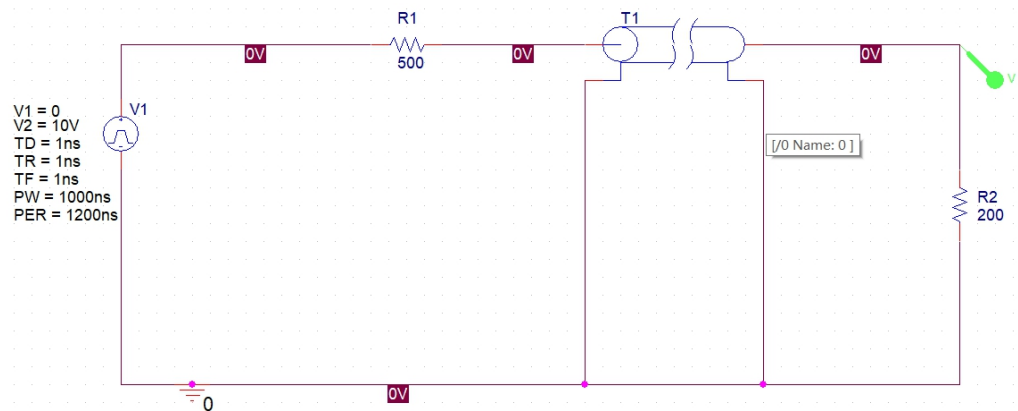 R1
T1
0V
0V
0V
500
V1 = 0
V2 = 10V
TD = 1ns
TR = 1ns
TF = 1ns
PW = 1000ns
PER = 1200ns
V1
V
[/0 Name: 0 ]
R2
200
0V
0